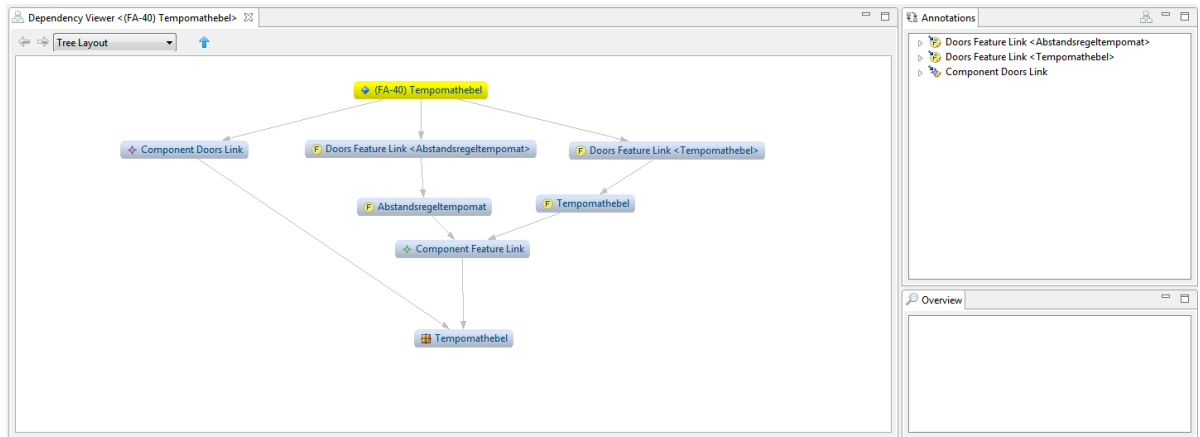 Dependency Viewer <(FA-40) Tempomathebel>
Tree Layout
(FA-40) Tempomathebel
Component Doors Link
Doors Feature Link <Abstandsregeltempomat>
Doors Feature Link <Tempomathebel>
Abstandsregeltempomat
Tempomathebel
Component Feature Link
Tempomathebel
Annotations
Doors Feature Link <Abstandsregeltempomat>
Doors Feature Link <Tempomathebel>
Component Doors Link
Overview